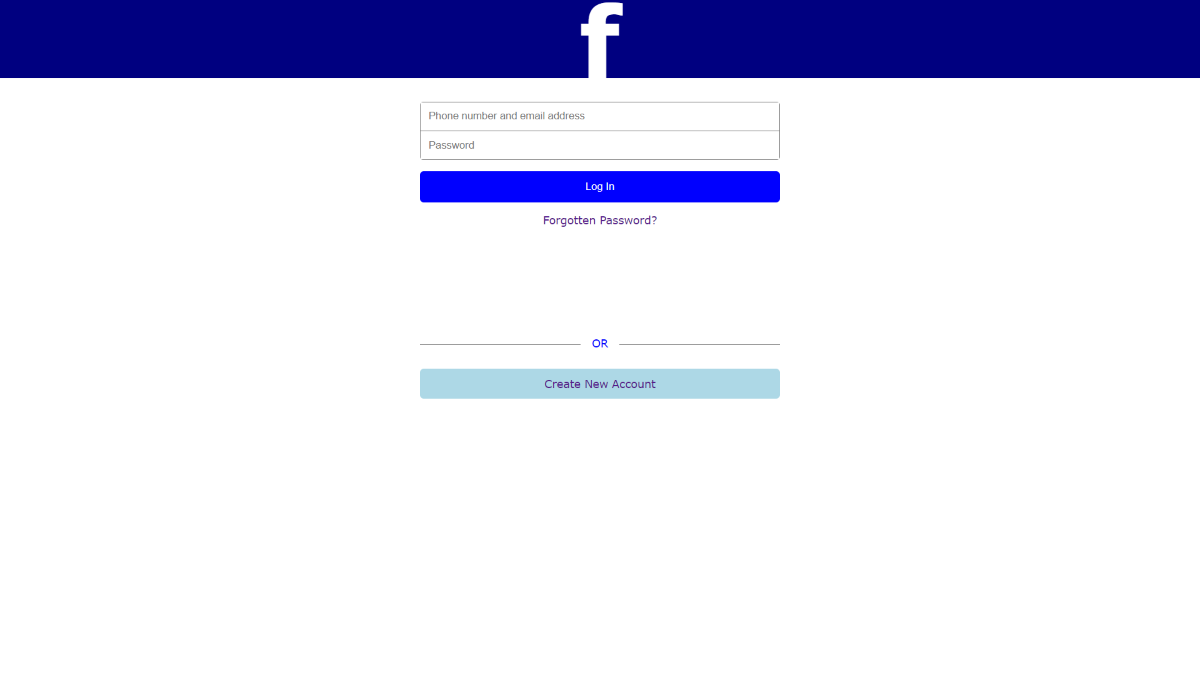 f
Phone number and email address
Password
Log In
Forgotten Password?
OR
Create New Account